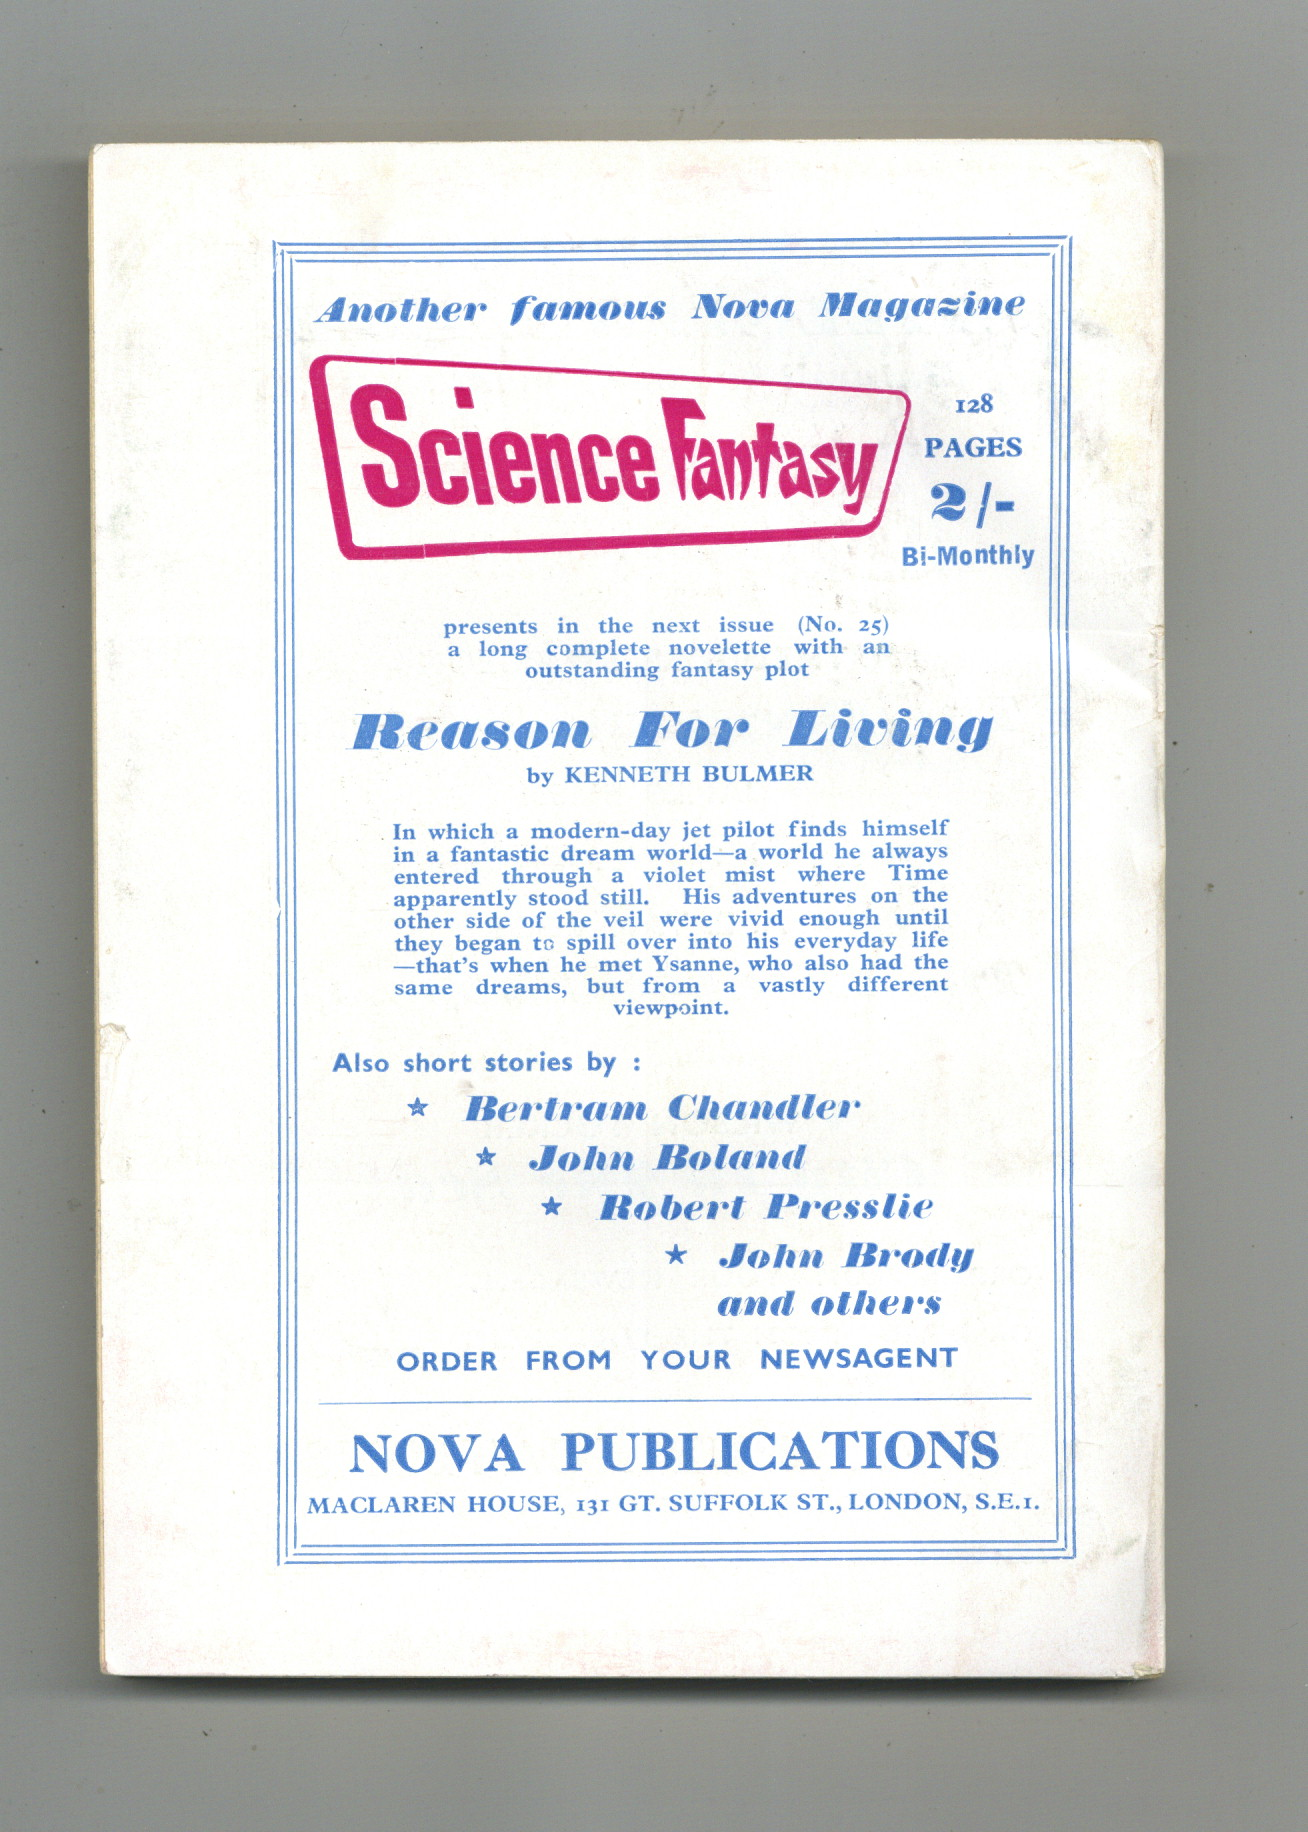 Another famous Nova Magazine
Science Fantasy
128
PAGES
2/-
Bi-Monthly
presents in the next issue (No. 25)
a long complete novelette with an
outstanding fantasy plot
Reason For Living
by KENNETH BULMER
In which a modern-day jet pilot finds himself
in a fantastic dream world—a world he always
entered through a violet mist where Time
apparently stood still. His adventures on the
other side of the veil were vivid enough until
they began to spill over into his everyday life
—that's when he met Ysanne, who also had the
same dreams, but from a vastly different
viewpoint.
Also short stories by :
★ Bertram Chandler
★ John Boland
★ Robert Presslie
★ John Brody
and others
ORDER FROM YOUR NEWSAGENT
NOVA PUBLICATIONS
MACLAREN HOUSE, 131 GT. SUFFOLK ST., LONDON, S.E.1.